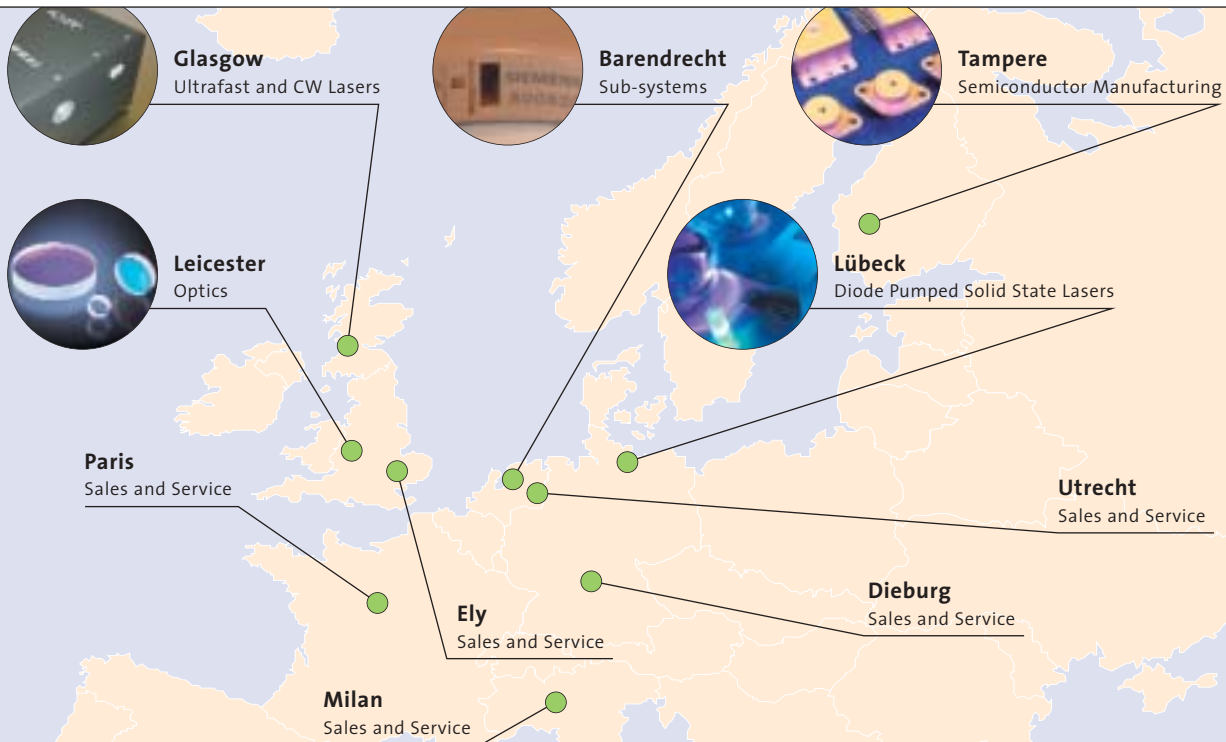 Glasgow
Ultrafast and CW Lasers
Barendrecht
Sub-systems
Tampere
Semiconductor Manufacturing
Leicester
Optics
Lübeck
Diode Pumped Solid State Lasers
Paris
Sales and Service
Utrecht
Sales and Service
Dieburg
Sales and Service
Ely
Sales and Service
Milan
Sales and Service
SIEMENS